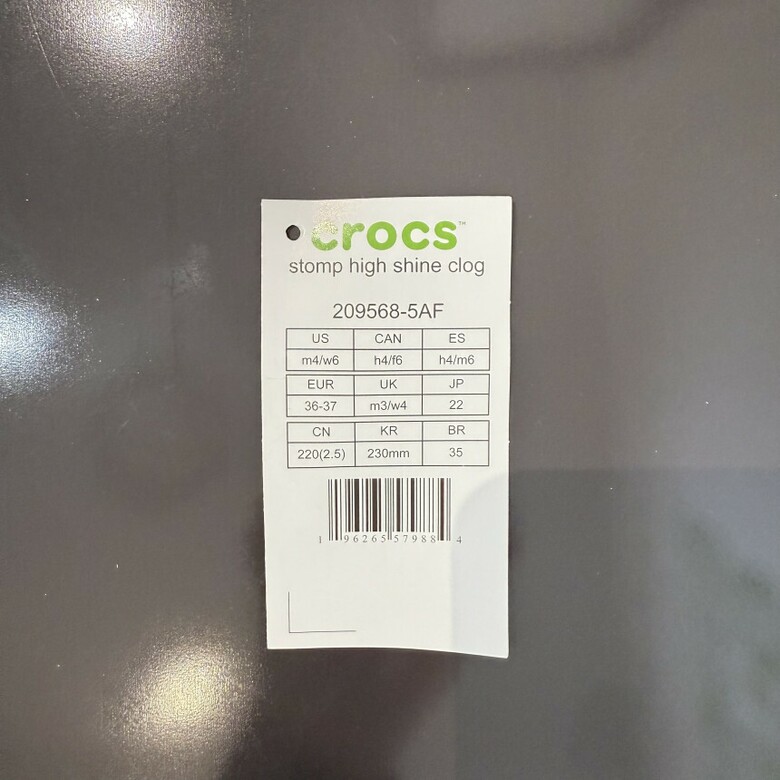 crocs™
stomp high shine clog
209568-5AF
US CAN ES
m4/w6 h4/f6 h4/m6
EUR UK JP
36-37 m3/w4 22
CN KR BR
220(2.5) 230mm 35
1 96265 57988 4